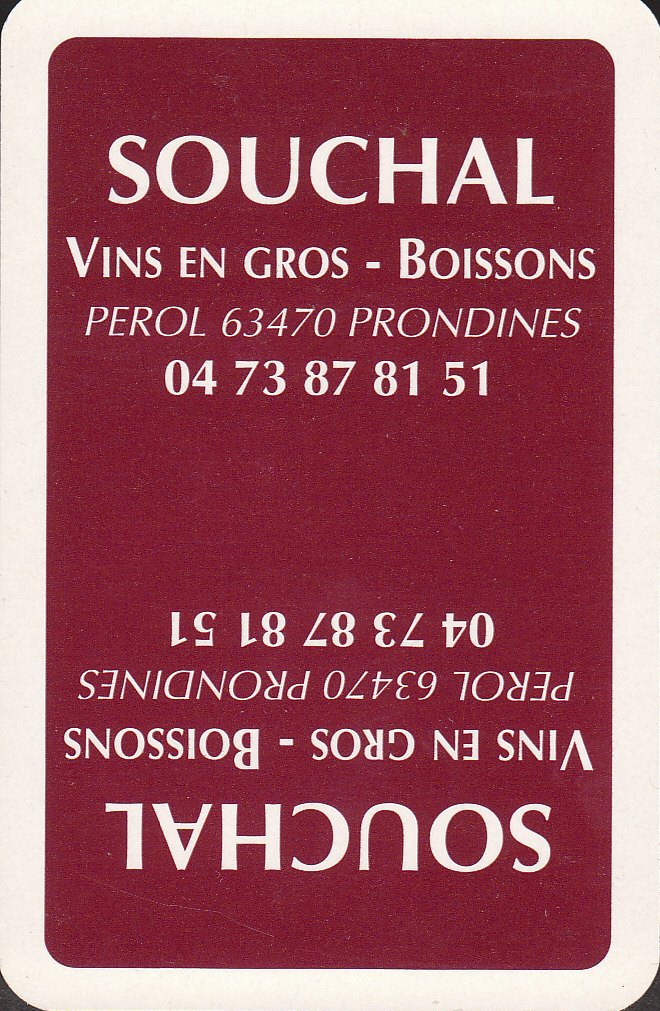 SOUCHAL
VINS EN GROS - BOISSONS
PEROL 63470 PRONDINES
04 73 87 81 51
04 73 87 81 51
PEROL 63470 PRONDINES
VINS EN GROS - BOISSONS
SOUCHAL